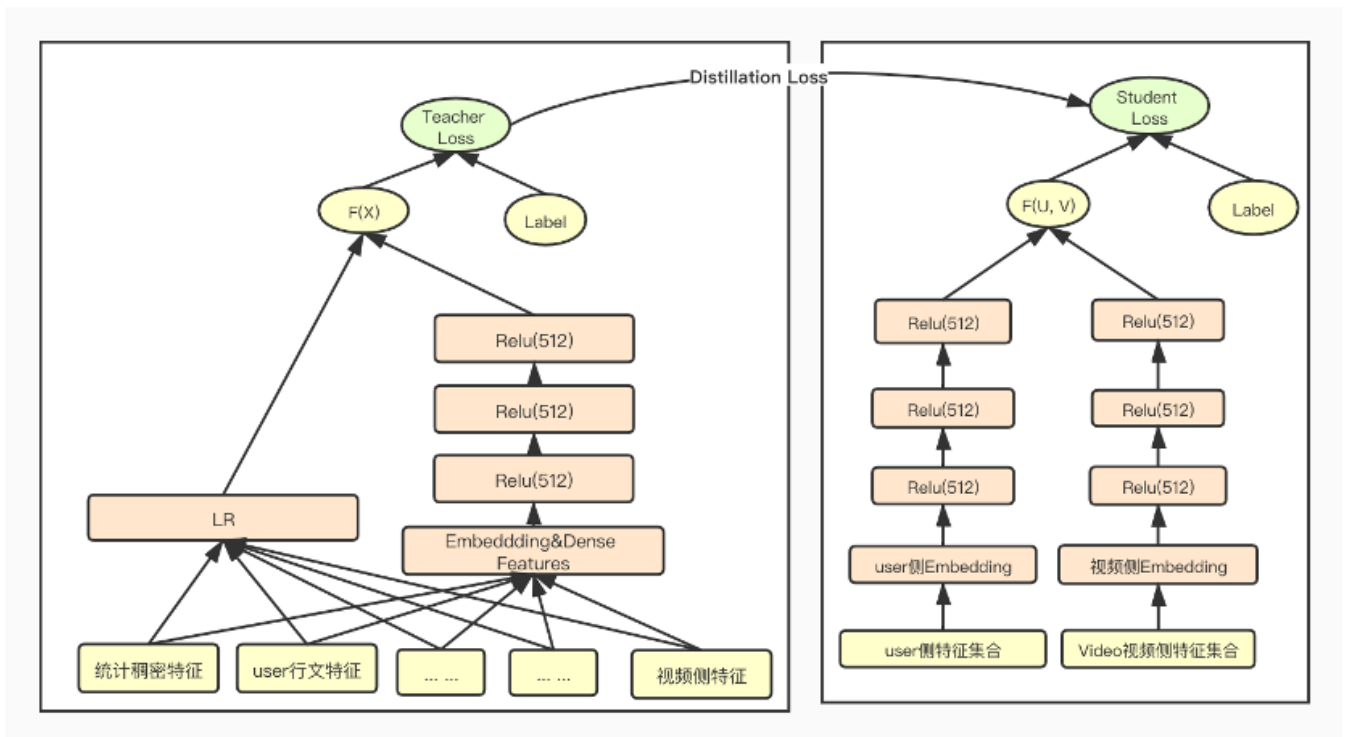 Distillation Loss
Teacher
Loss
F(X)
Label
Relu(512)
Relu(512)
Relu(512)
LR
Embeddding&Dense
Features
统计稠密特征
user行文特征
... ...
... ...
视频侧特征
Student
Loss
F(U, V)
Label
Relu(512)
Relu(512)
Relu(512)
Relu(512)
Relu(512)
Relu(512)
user侧Embedding
视频侧Embedding
user侧特征集合
Video视频侧特征集合